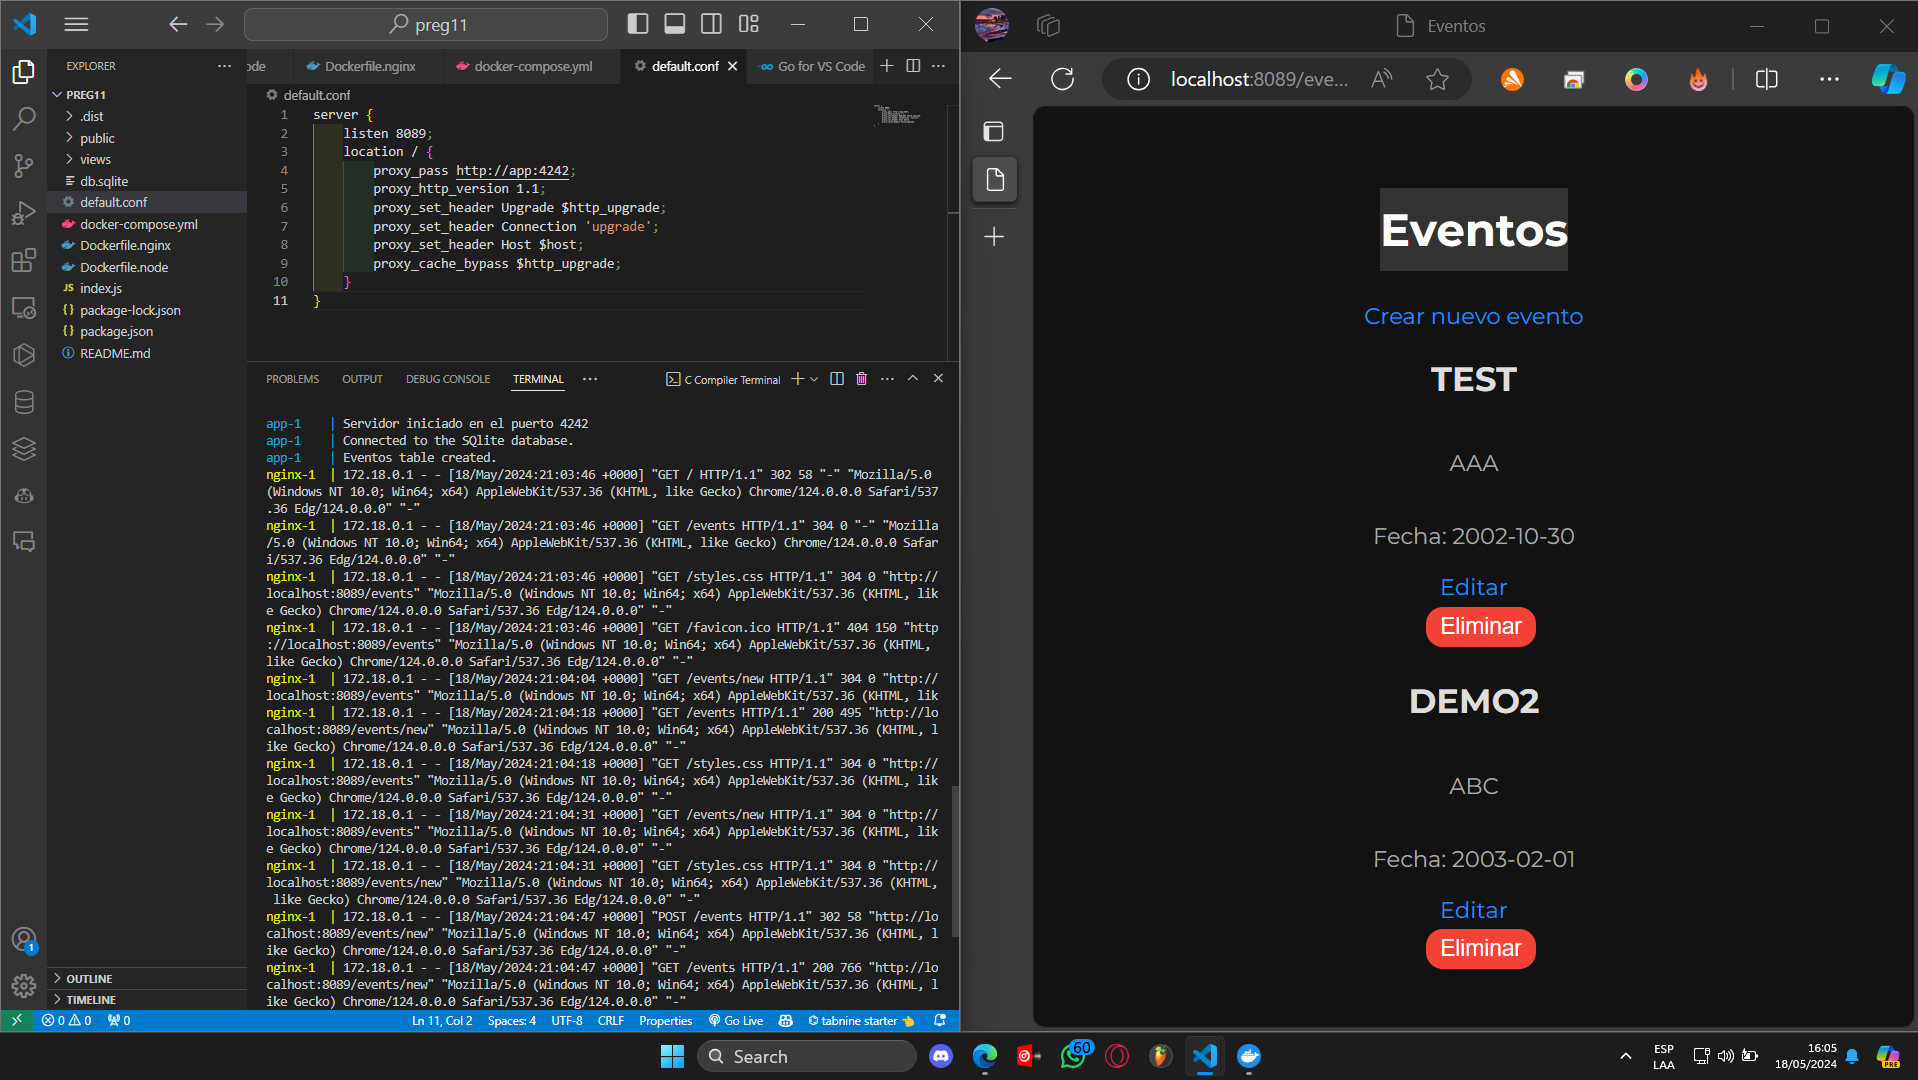 preg11
EXPLORER
PREG11
.dist
public
views
db.sqlite
default.conf
docker-compose.yml
Dockerfile.nginx
Dockerfile.node
index.js
package-lock.json
package.json
README.md
OUTLINE
TIMELINE
ode
Dockerfile.nginx
docker-compose.yml
default.conf
Go for VS Code
default.conf
1 server {
2 listen 8089;
3 location / {
4 proxy_pass http://app:4242;
5 proxy_http_version 1.1;
6 proxy_set_header Upgrade $http_upgrade;
7 proxy_set_header Connection 'upgrade';
8 proxy_set_header Host $host;
9 proxy_cache_bypass $http_upgrade;
10 }
11 }
PROBLEMS OUTPUT DEBUG CONSOLE TERMINAL C Compiler Terminal
app-1 | Servidor iniciado en el puerto 4242
app-1 | Connected to the SQlite database.
app-1 | Eventos table created.
nginx-1 | 172.18.0.1 - - [18/May/2024:21:03:46 +0000] "GET / HTTP/1.1" 302 58 "-" "Mozilla/5.0
(Windows NT 10.0; Win64; x64) AppleWebKit/537.36 (KHTML, like Gecko) Chrome/124.0.0.0 Safari/537
.36 Edg/124.0.0.0" "-"
nginx-1 | 172.18.0.1 - - [18/May/2024:21:03:46 +0000] "GET /events HTTP/1.1" 304 0 "-" "Mozilla
/5.0 (Windows NT 10.0; Win64; x64) AppleWebKit/537.36 (KHTML, like Gecko) Chrome/124.0.0.0 Safar
i/537.36 Edg/124.0.0.0" "-"
nginx-1 | 172.18.0.1 - - [18/May/2024:21:03:46 +0000] "GET /styles.css HTTP/1.1" 304 0 "http://
localhost:8089/events" "Mozilla/5.0 (Windows NT 10.0; Win64; x64) AppleWebKit/537.36 (KHTML, lik
e Gecko) Chrome/124.0.0.0 Safari/537.36 Edg/124.0.0.0" "-"
nginx-1 | 172.18.0.1 - - [18/May/2024:21:03:46 +0000] "GET /favicon.ico HTTP/1.1" 404 150 "http
://localhost:8089/events" "Mozilla/5.0 (Windows NT 10.0; Win64; x64) AppleWebKit/537.36 (KHTML,
like Gecko) Chrome/124.0.0.0 Safari/537.36 Edg/124.0.0.0" "-"
nginx-1 | 172.18.0.1 - - [18/May/2024:21:04:04 +0000] "GET /events/new HTTP/1.1" 304 0 "http://
localhost:8089/events" "Mozilla/5.0 (Windows NT 10.0; Win64; x64) AppleWebKit/537.36 (KHTML, lik
nginx-1 | 172.18.0.1 - - [18/May/2024:21:04:18 +0000] "GET /events HTTP/1.1" 200 495 "http://lo
calhost:8089/events/new" "Mozilla/5.0 (Windows NT 10.0; Win64; x64) AppleWebKit/537.36 (KHTML, l
ike Gecko) Chrome/124.0.0.0 Safari/537.36 Edg/124.0.0.0" "-"
nginx-1 | 172.18.0.1 - - [18/May/2024:21:04:18 +0000] "GET /styles.css HTTP/1.1" 304 0 "http://
localhost:8089/events" "Mozilla/5.0 (Windows NT 10.0; Win64; x64) AppleWebKit/537.36 (KHTML, lik
e Gecko) Chrome/124.0.0.0 Safari/537.36 Edg/124.0.0.0" "-"
nginx-1 | 172.18.0.1 - - [18/May/2024:21:04:31 +0000] "GET /events/new HTTP/1.1" 304 0 "http://
localhost:8089/events" "Mozilla/5.0 (Windows NT 10.0; Win64; x64) AppleWebKit/537.36 (KHTML, lik
e Gecko) Chrome/124.0.0.0 Safari/537.36 Edg/124.0.0.0" "-"
nginx-1 | 172.18.0.1 - - [18/May/2024:21:04:31 +0000] "GET /styles.css HTTP/1.1" 304 0 "http://
localhost:8089/events/new" "Mozilla/5.0 (Windows NT 10.0; Win64; x64) AppleWebKit/537.36 (KHTML,
like Gecko) Chrome/124.0.0.0 Safari/537.36 Edg/124.0.0.0" "-"
nginx-1 | 172.18.0.1 - - [18/May/2024:21:04:47 +0000] "POST /events HTTP/1.1" 302 58 "http://lo
calhost:8089/events/new" "Mozilla/5.0 (Windows NT 10.0; Win64; x64) AppleWebKit/537.36 (KHTML, l
ike Gecko) Chrome/124.0.0.0 Safari/537.36 Edg/124.0.0.0" "-"
nginx-1 | 172.18.0.1 - - [18/May/2024:21:04:47 +0000] "GET /events HTTP/1.1" 200 766 "http://lo
calhost:8089/events/new" "Mozilla/5.0 (Windows NT 10.0; Win64; x64) AppleWebKit/537.36 (KHTML, l
ike Gecko) Chrome/124.0.0.0 Safari/537.36 Edg/124.0.0.0" "-"
1
0 0 0 Ln 11, Col 2 Spaces: 4 UTF-8 CRLF Properties Go Live tabnine starter
Eventos
localhost:8089/eve...
Eventos
Crear nuevo evento
TEST
AAA
Fecha: 2002-10-30
Editar
Eliminar
DEMO2
ABC
Fecha: 2003-02-01
Editar
Eliminar
Search
60
ESP
LAA
16:05
18/05/2024
PRE